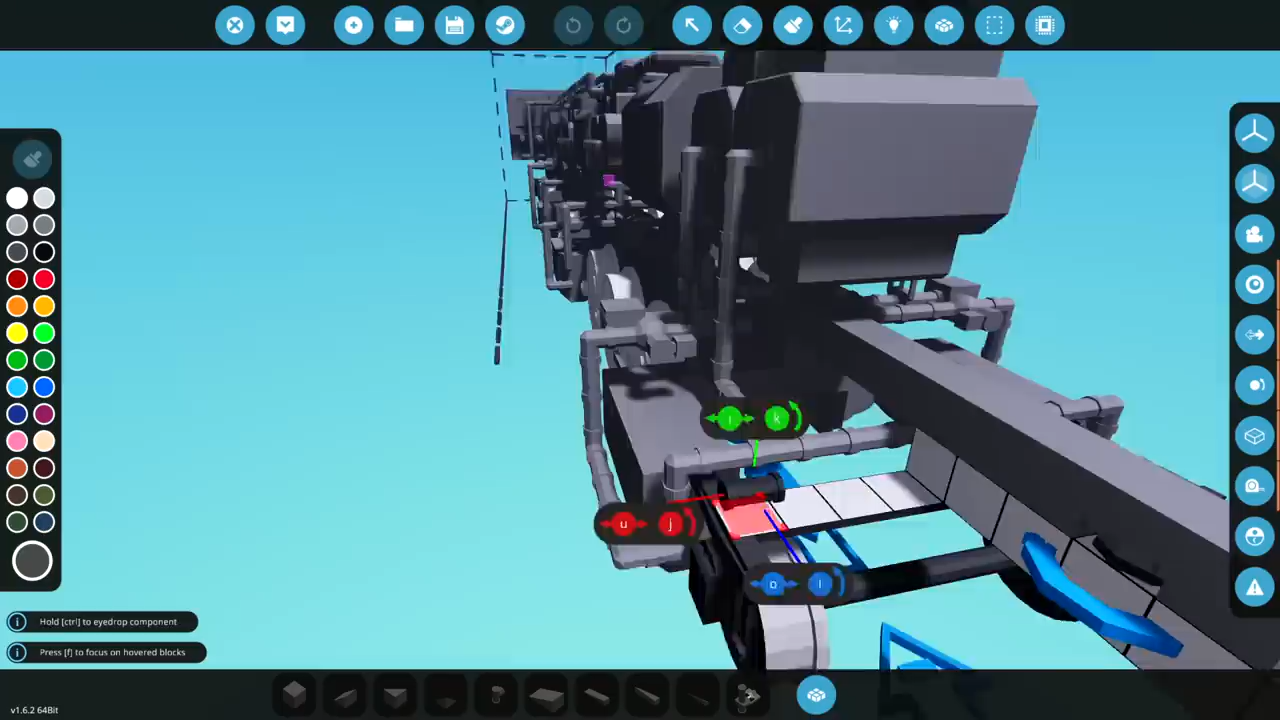 i k
u j
o l
Hold [ctrl] to eyedrop component
Press [f] to focus on hovered blocks
v1.6.2 64Bit